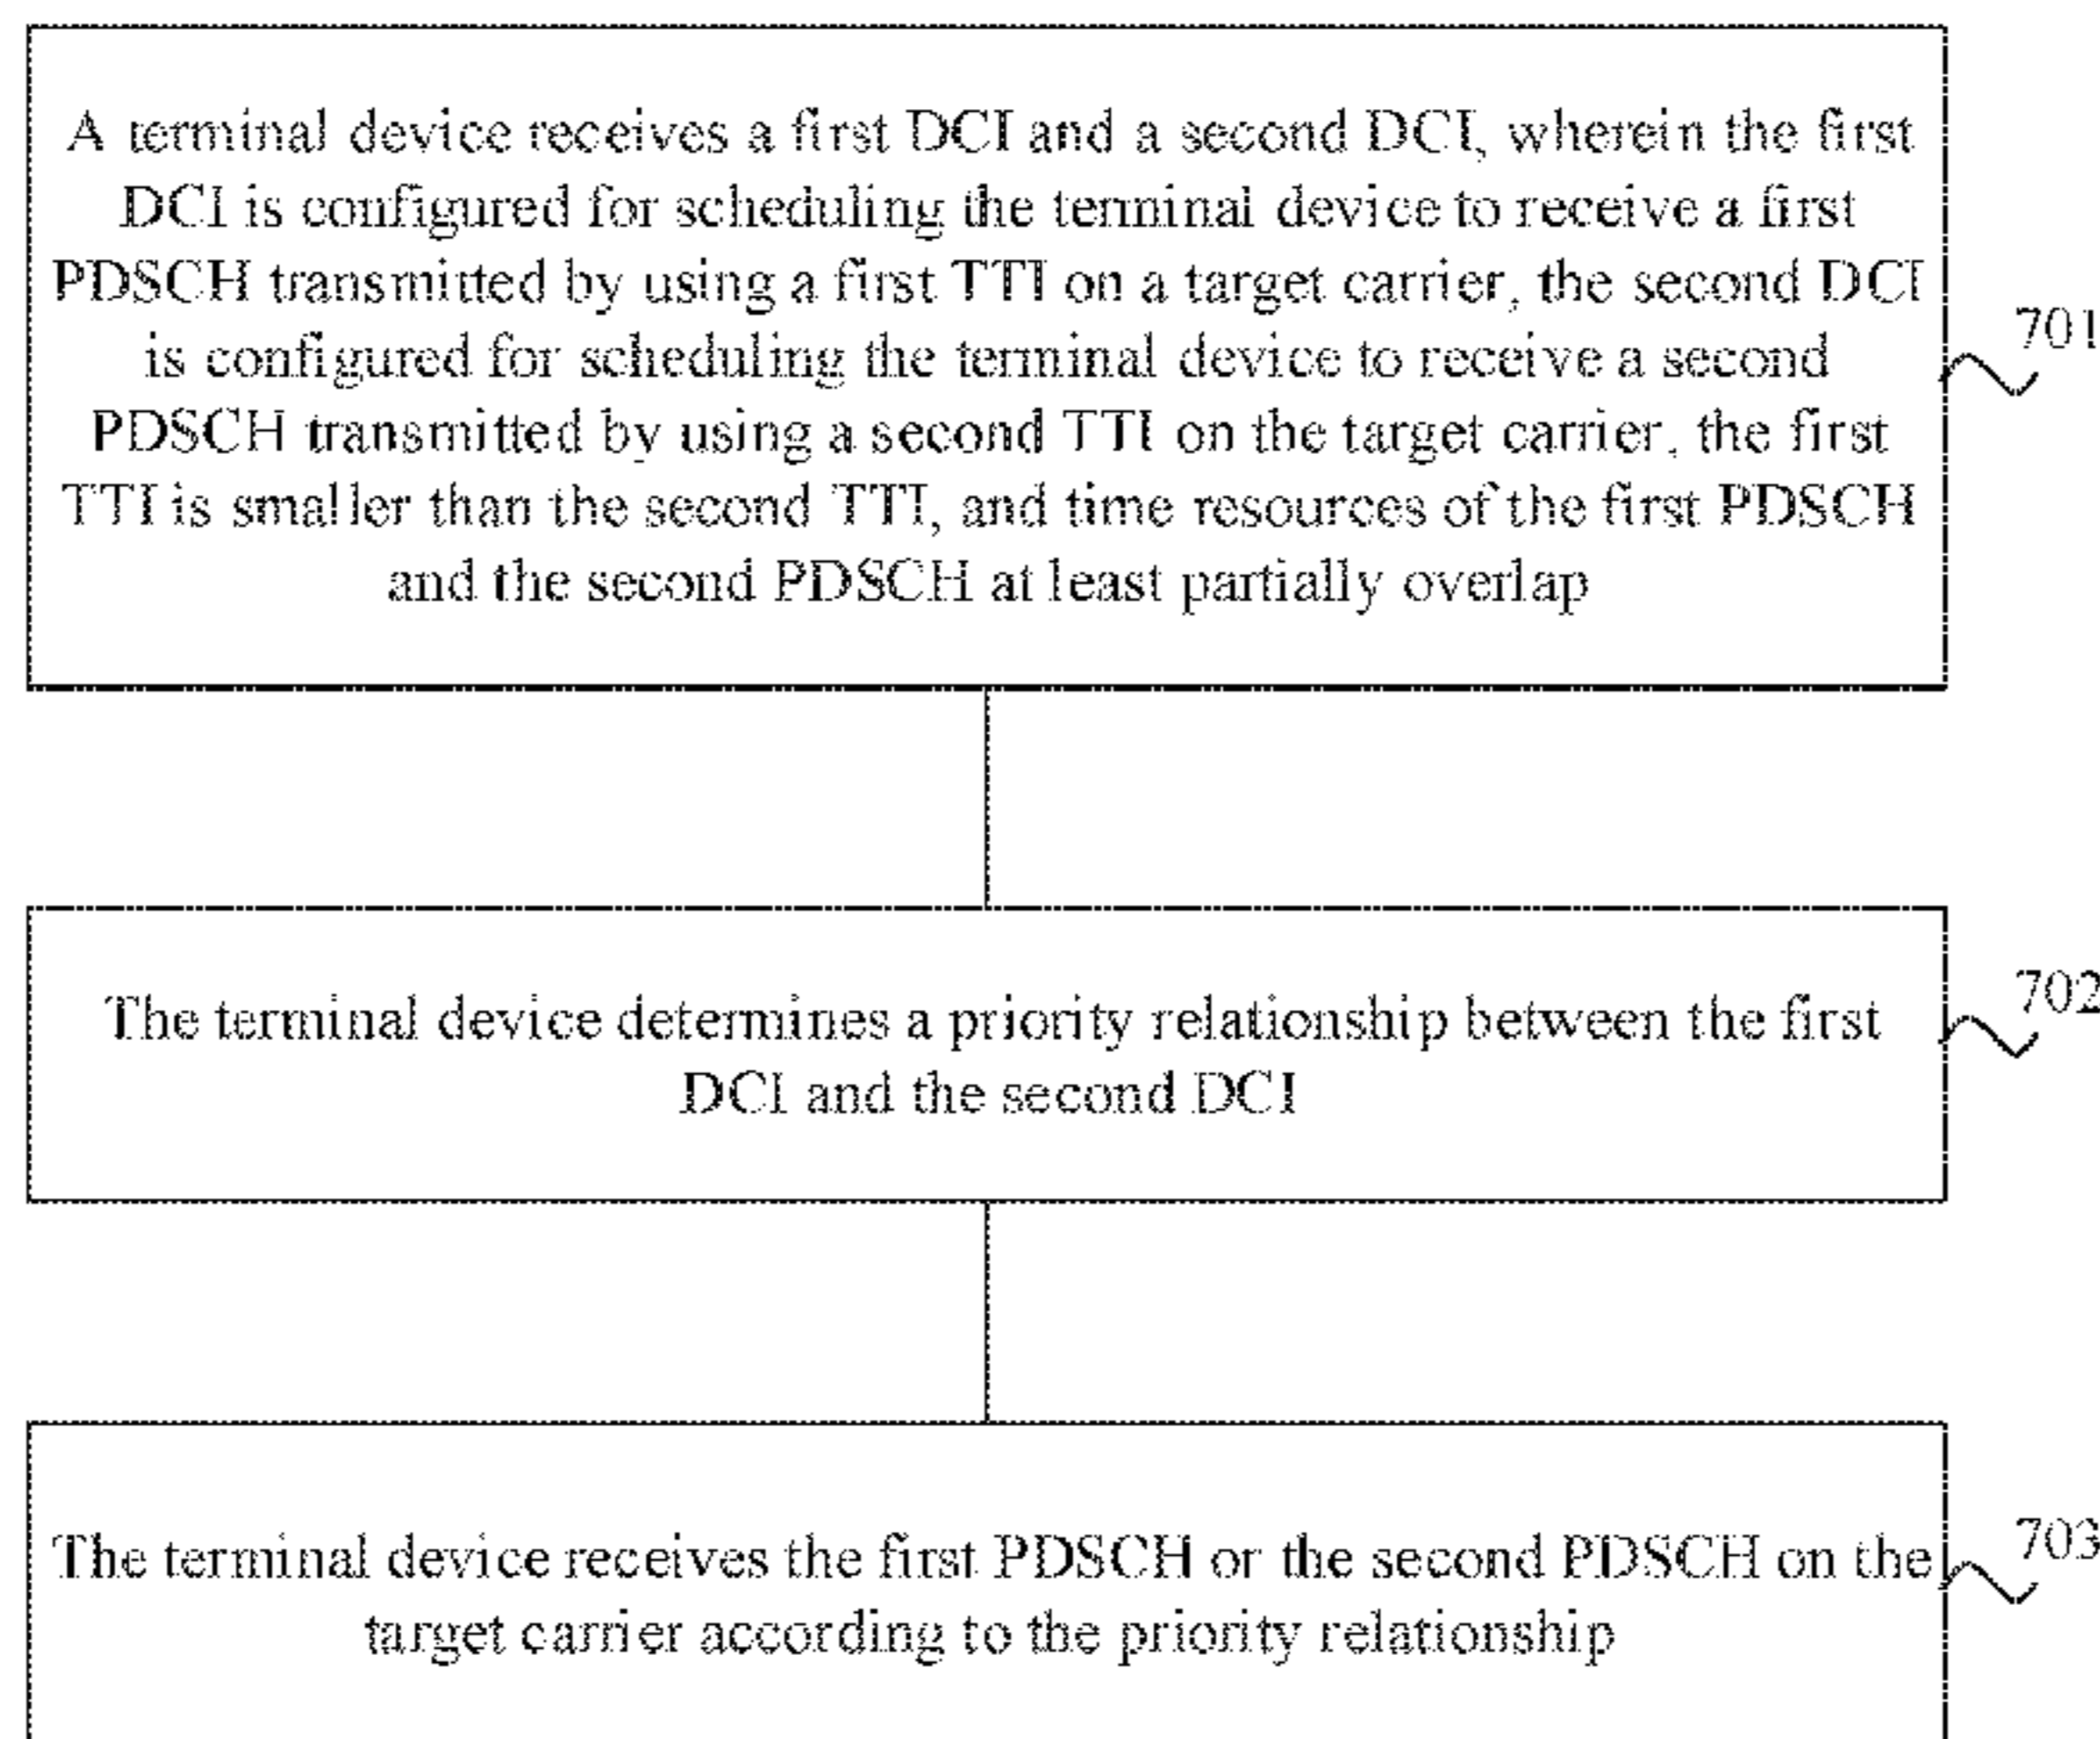 A terminal device receives a first DCI and a second DCI, wherein the first
DCI is configured for scheduling the terminal device to receive a first
PDSCH transmitted by using a first TTI on a target carrier, the second DCI
is configured for scheduling the terminal device to receive a second
PDSCH transmitted by using a second TTI on the target carrier, the first
TTI is smaller than the second TTI, and time resources of the first PDSCH
and the second PDSCH at least partially overlap
701
The terminal device determines a priority relationship between the first
DCI and the second DCI
702
The terminal device receives the first PDSCH or the second PDSCH on the
target carrier according to the priority relationship
703